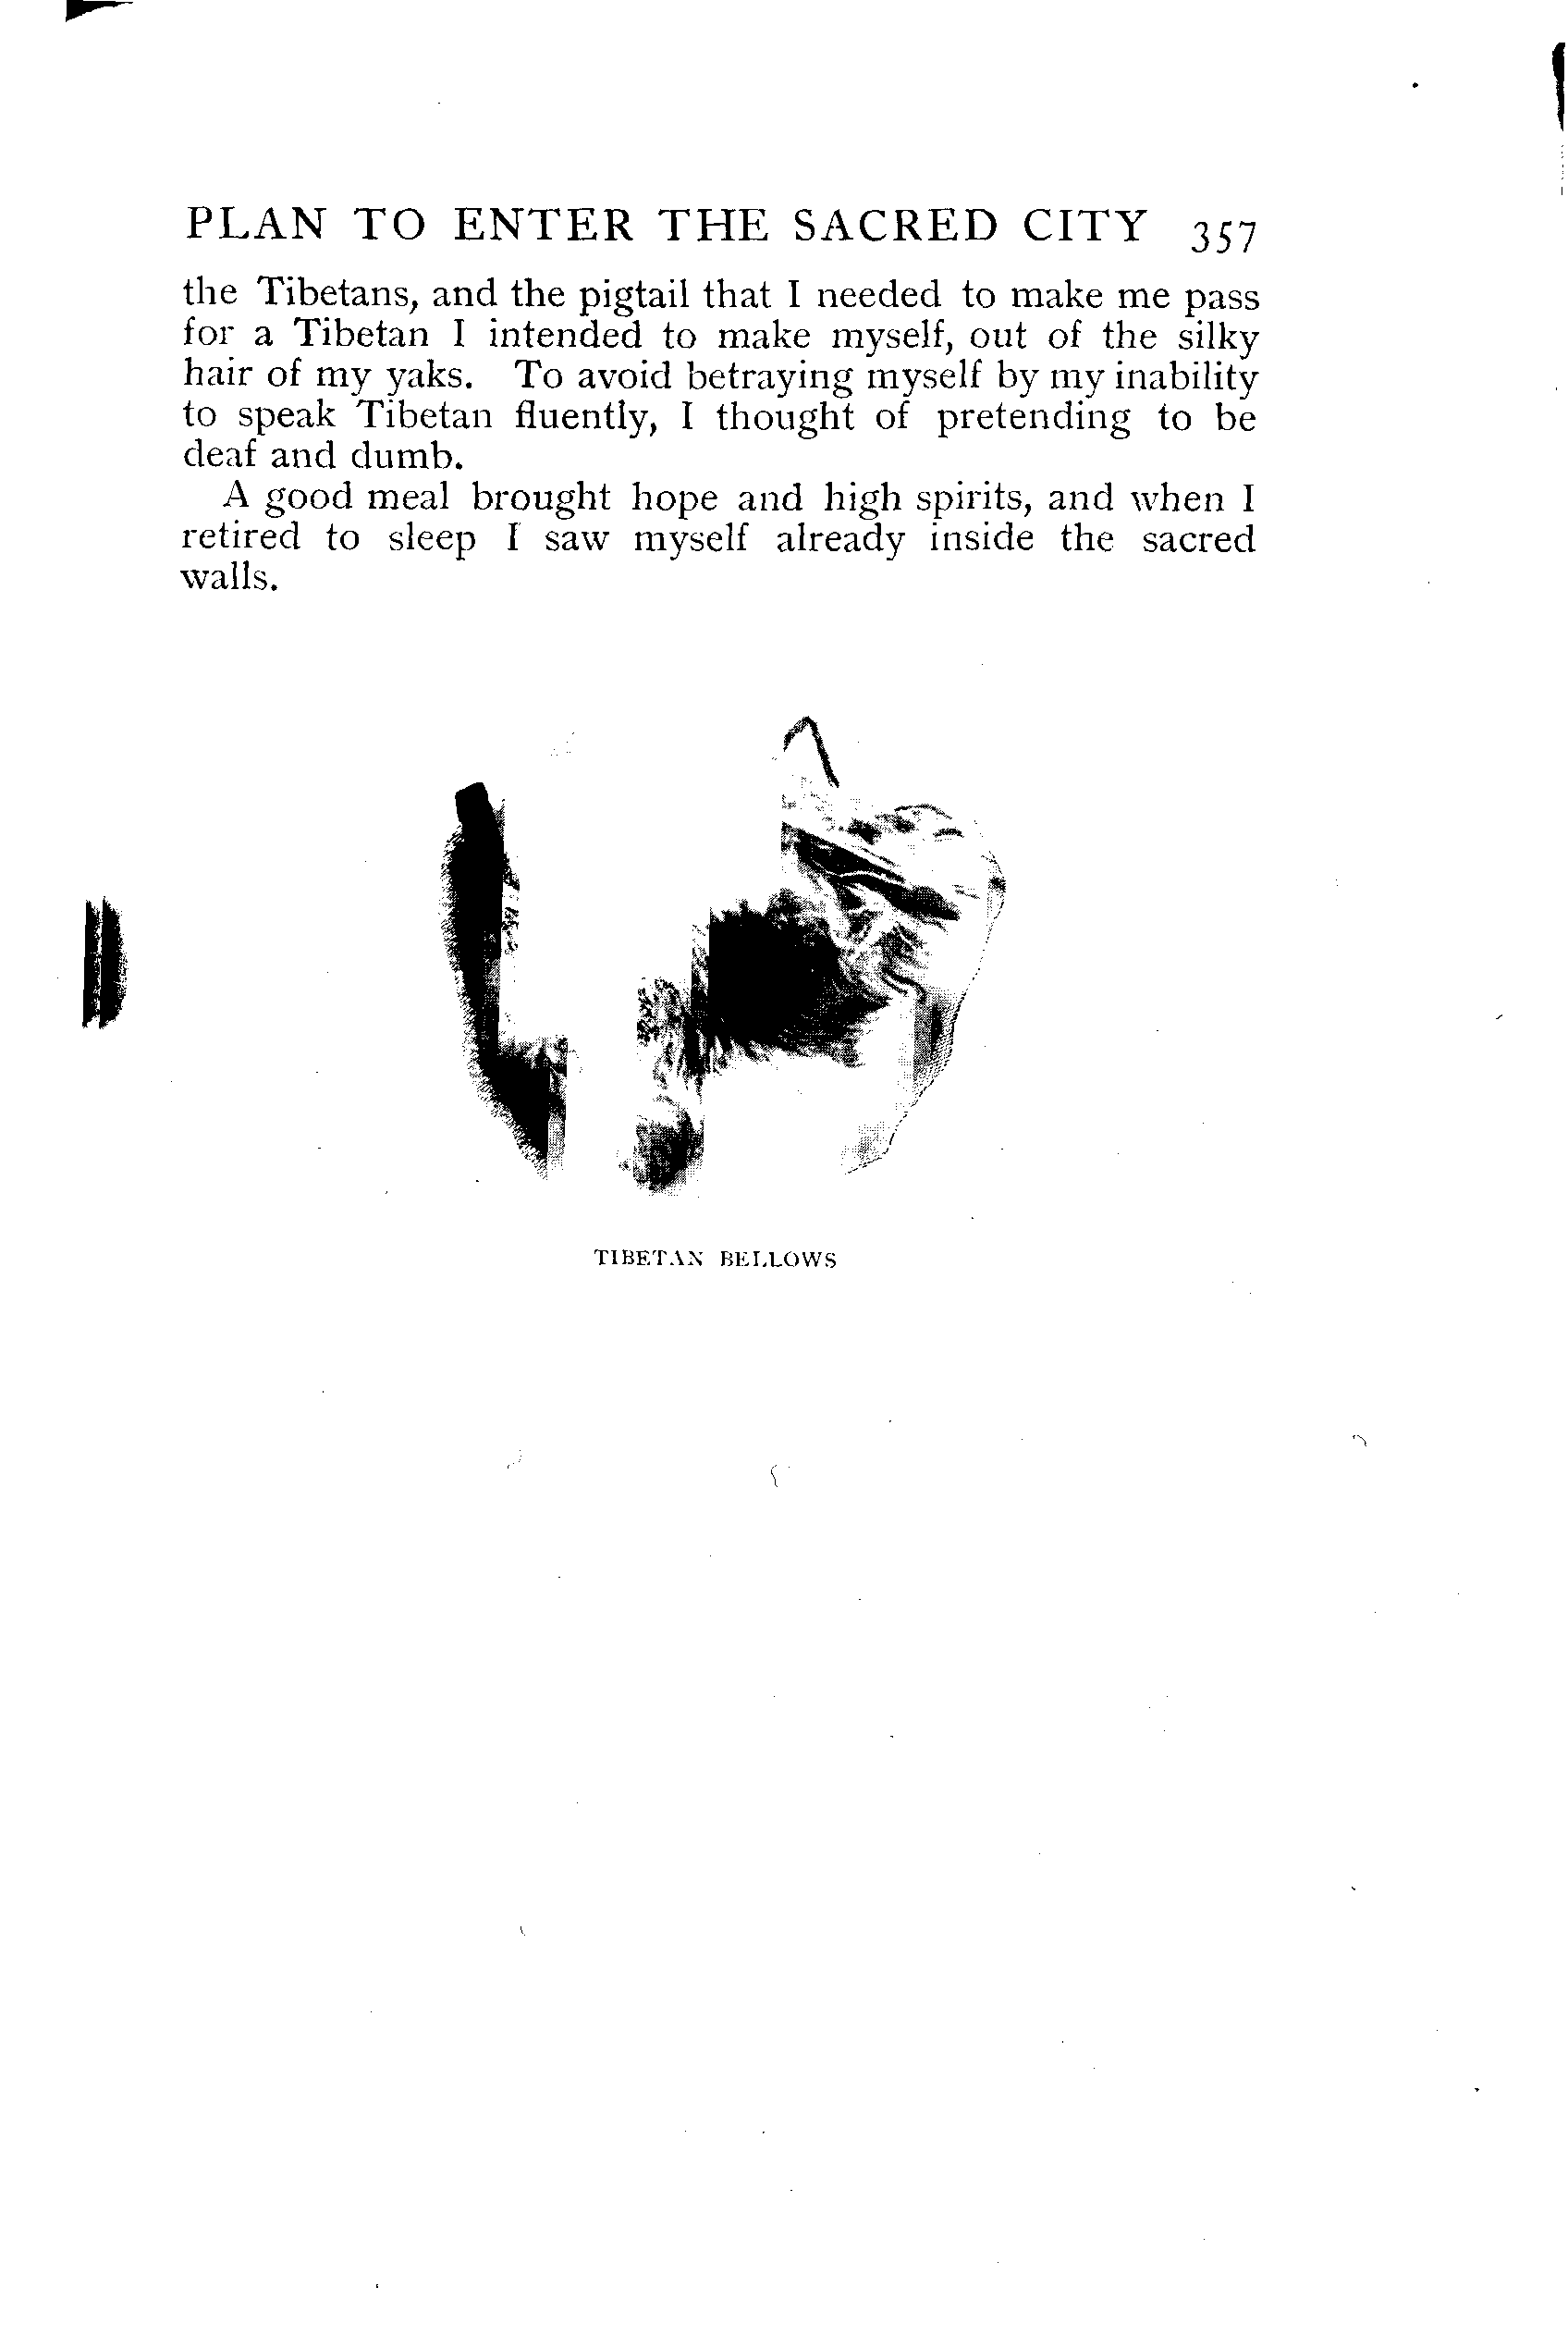 PLAN TO ENTER THE SACRED CITY 357
the Tibetans, and the pigtail that I needed to make me pass
for a Tibetan I intended to make myself, out of the silky
hair of my yaks. To avoid betraying myself by my inability
to speak Tibetan fluently, I thought of pretending to be
deaf and dumb.
A good meal brought hope and high spirits, and when I
retired to sleep I saw myself already inside the sacred
walls.
TIBETAN BELLOWS